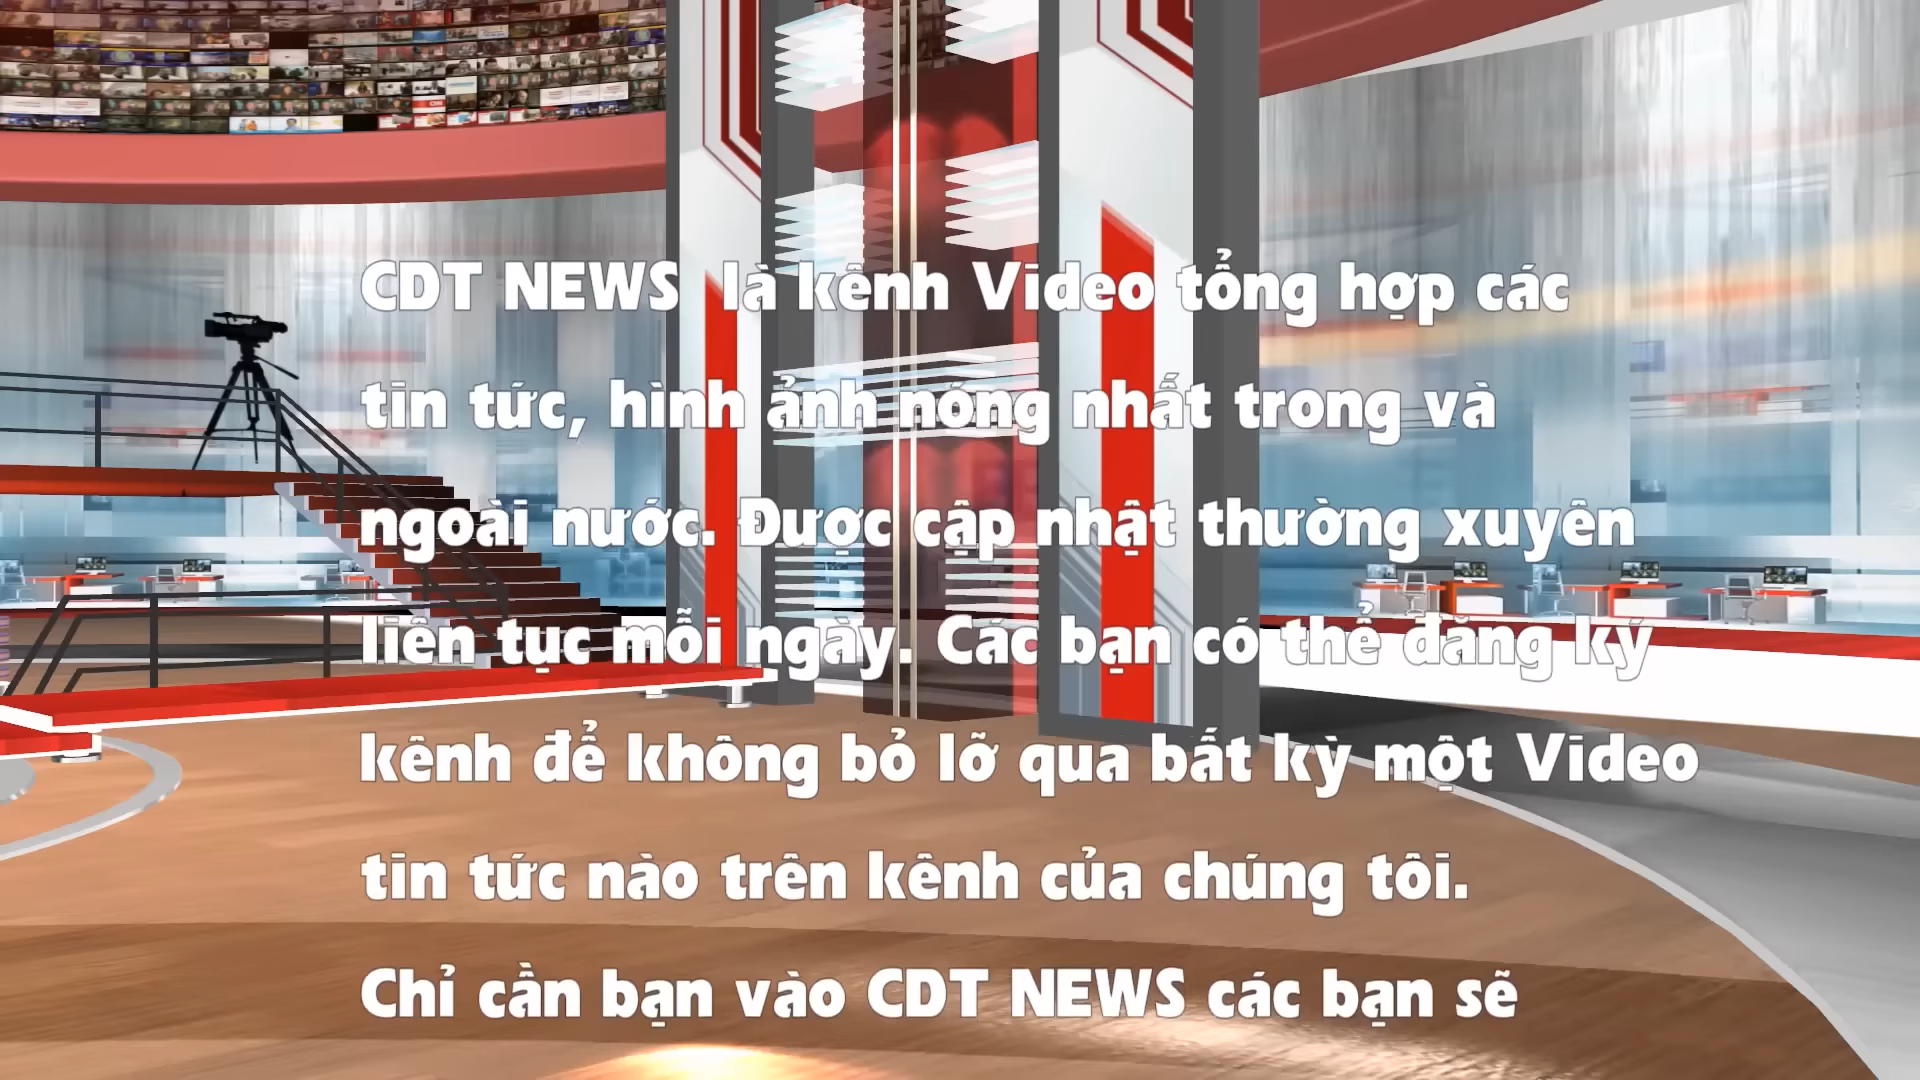 CDT NEWS là kênh Video tổng hợp các
tin tức, hình ảnh nóng nhất trong và
ngoài nước. Được cập nhật thường xuyên
liên tục mỗi ngày. Các bạn có thể đăng ký
kênh để không bỏ lỡ qua bất kỳ một Video
tin tức nào trên kênh của chúng tôi.
Chỉ cần bạn vào CDT NEWS các bạn sẽ